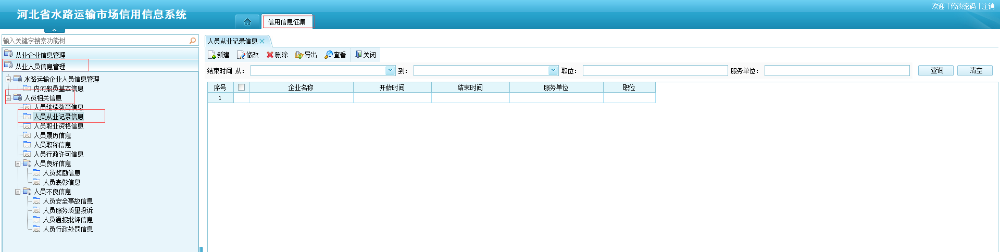 欢迎 | 修改密码 | 注销
河北省水路运输市场信用信息系统
信用信息征集
输入关键字搜索功能树
从业企业信息管理
从业人员信息管理
水路运输企业人员信息管理
内河船员基本信息
人员相关信息
人员继续教育信息
人员从业记录信息
人员职业资格信息
人员履历信息
人员职称信息
人员行政许可信息
人员良好信息
人员奖励信息
人员表彰信息
人员不良信息
人员安全事故信息
人员服务质量投诉
人员通报批评信息
人员行政处罚信息
人员从业记录信息
新建 修改 删除 导出 查看 关闭
结束时间 从： 到： 职位： 服务单位： 查询 清空
序号 企业名称 开始时间 结束时间 服务单位 职位
1